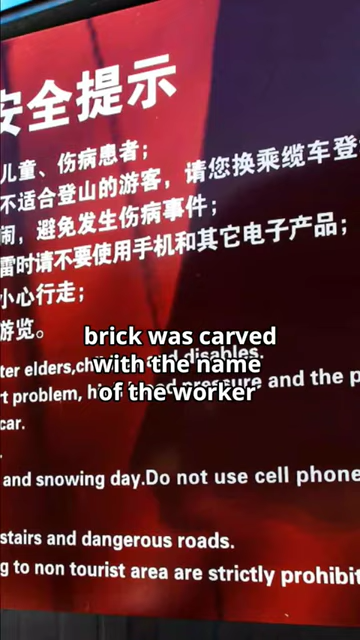 安全提示
儿童、伤病患者；
不适合登山的游客，请您换乘缆车登
闹，避免发生伤病事件；
雷时请不要使用手机和其它电子产品；
小心行走；
游览。
brick was carved
with the name
of the worker
ter elders,ch and disables.
rt problem, h pressure and the p
car.
and snowing day.Do not use cell phone
stairs and dangerous roads.
g to non tourist area are strictly prohibit